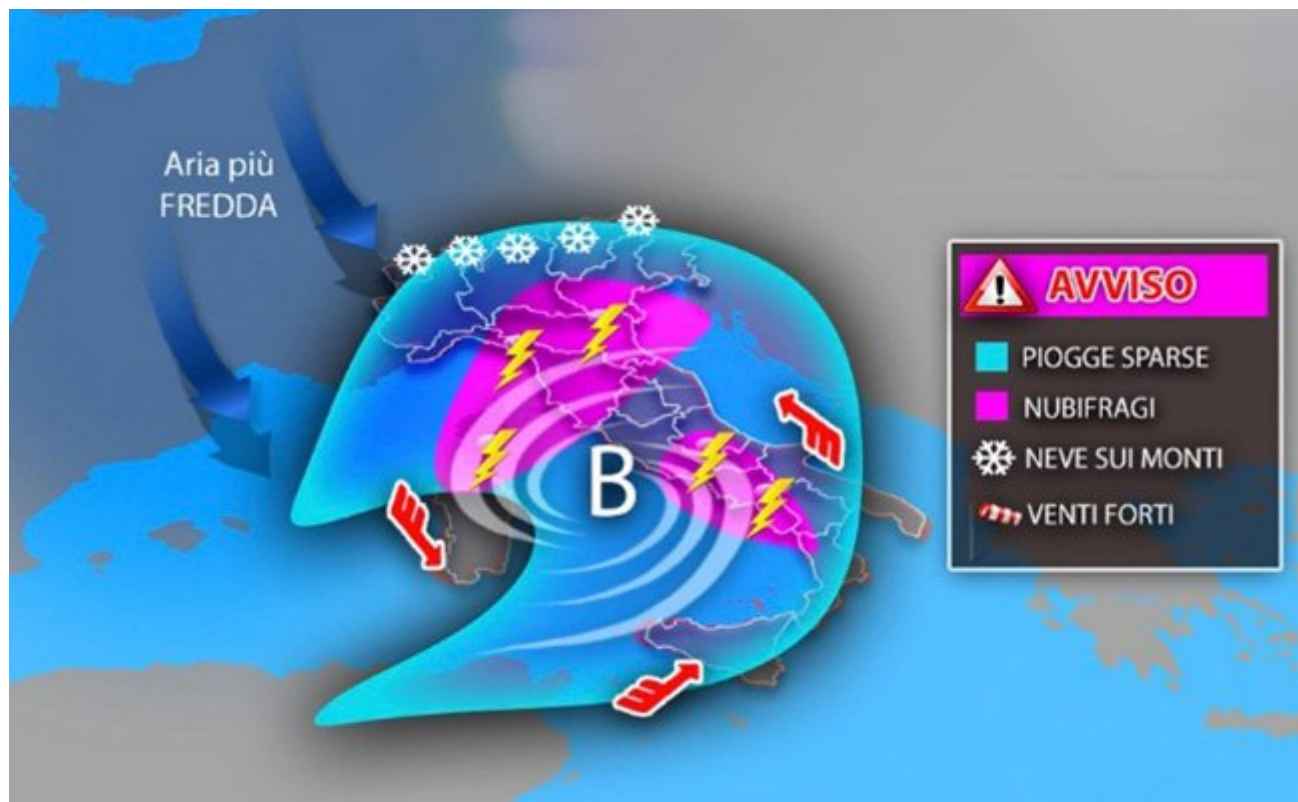 Aria più
FREDDA
B
AVVISO
PIOGGE SPARSE
NUBIFRAGI
NEVE SUI MONTI
VENTI FORTI